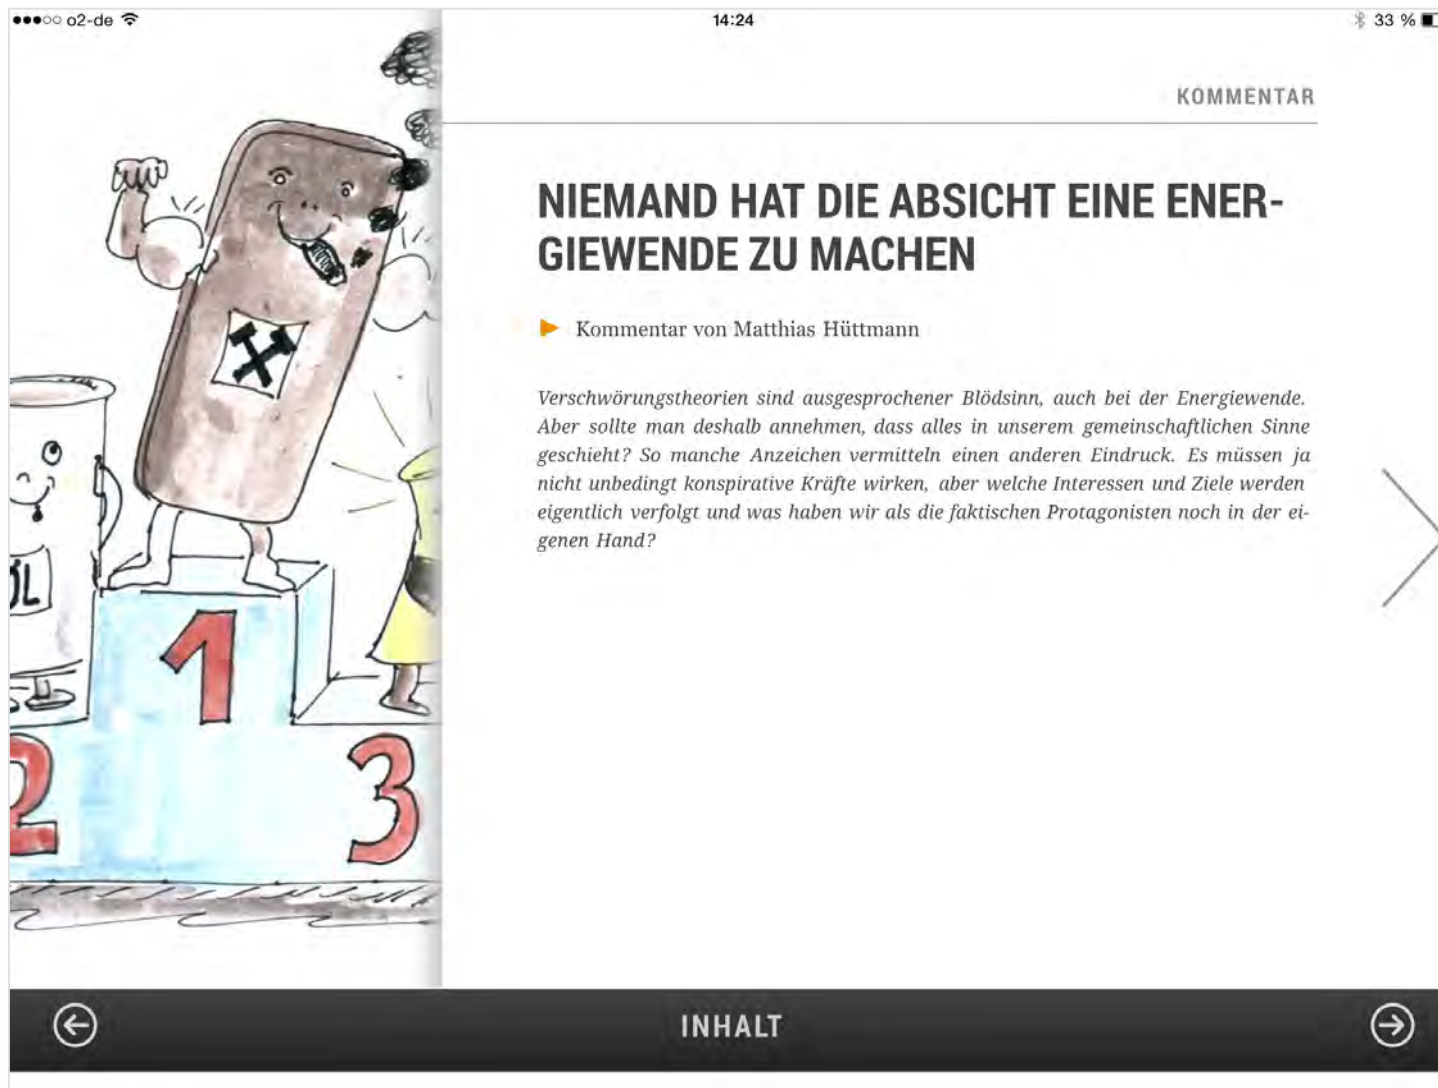 o2-de
14:24
33 %
KOMMENTAR
NIEMAND HAT DIE ABSICHT EINE ENER-
GIEWENDE ZU MACHEN
Kommentar von Matthias Hüttmann
Verschwörungstheorien sind ausgesprochener Blödsinn, auch bei der Energiewende.
Aber sollte man deshalb annehmen, dass alles in unserem gemeinschaftlichen Sinne
geschieht? So manche Anzeichen vermitteln einen anderen Eindruck. Es müssen ja
nicht unbedingt konspirative Kräfte wirken, aber welche Interessen und Ziele werden
eigentlich verfolgt und was haben wir als die faktischen Protagonisten noch in der ei-
genen Hand?
ÖL
1
2
3
INHALT